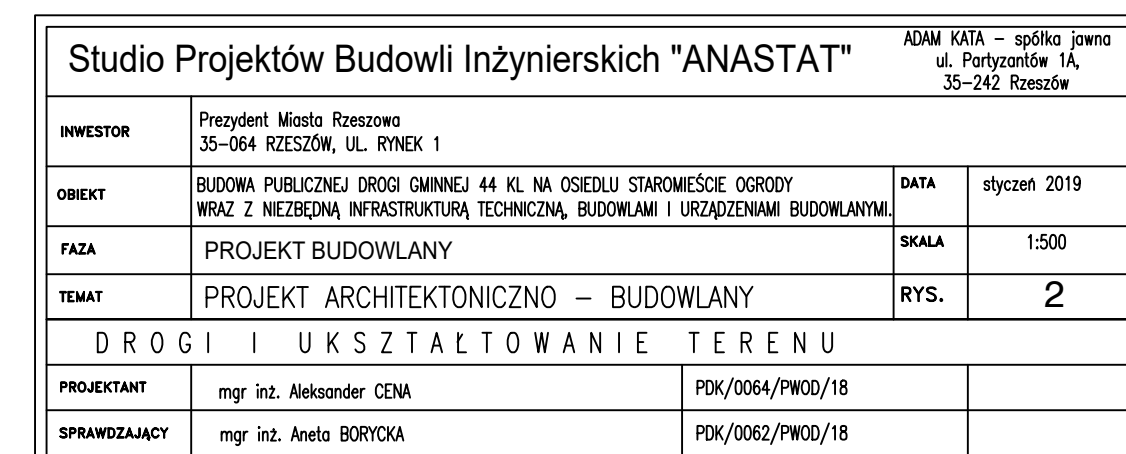 Studio Projektów Budowli Inżynierskich "ANASTAT"
ADAM KATA – spółka jawna
ul. Partyzantów 1A,
35–242 Rzeszów
INWESTOR
Prezydent Miasta Rzeszowa
35–064 RZESZÓW, UL. RYNEK 1
OBIEKT
BUDOWA PUBLICZNEJ DROGI GMINNEJ 44 KL NA OSIEDLU STAROMIEŚCIE OGRODY
WRAZ Z NIEZBĘDNĄ INFRASTRUKTURĄ TECHNICZNĄ, BUDOWLAMI I URZĄDZENIAMI BUDOWLANYMI.
DATA
styczeń 2019
FAZA
PROJEKT BUDOWLANY
SKALA
1:500
TEMAT
PROJEKT ARCHITEKTONICZNO – BUDOWLANY
RYS.
2
DROGI I UKSZTAŁTOWANIE TERENU
PROJEKTANT
mgr inż. Aleksander CENA
PDK/0064/PWOD/18
SPRAWDZAJĄCY
mgr inż. Aneta BORYCKA
PDK/0062/PWOD/18